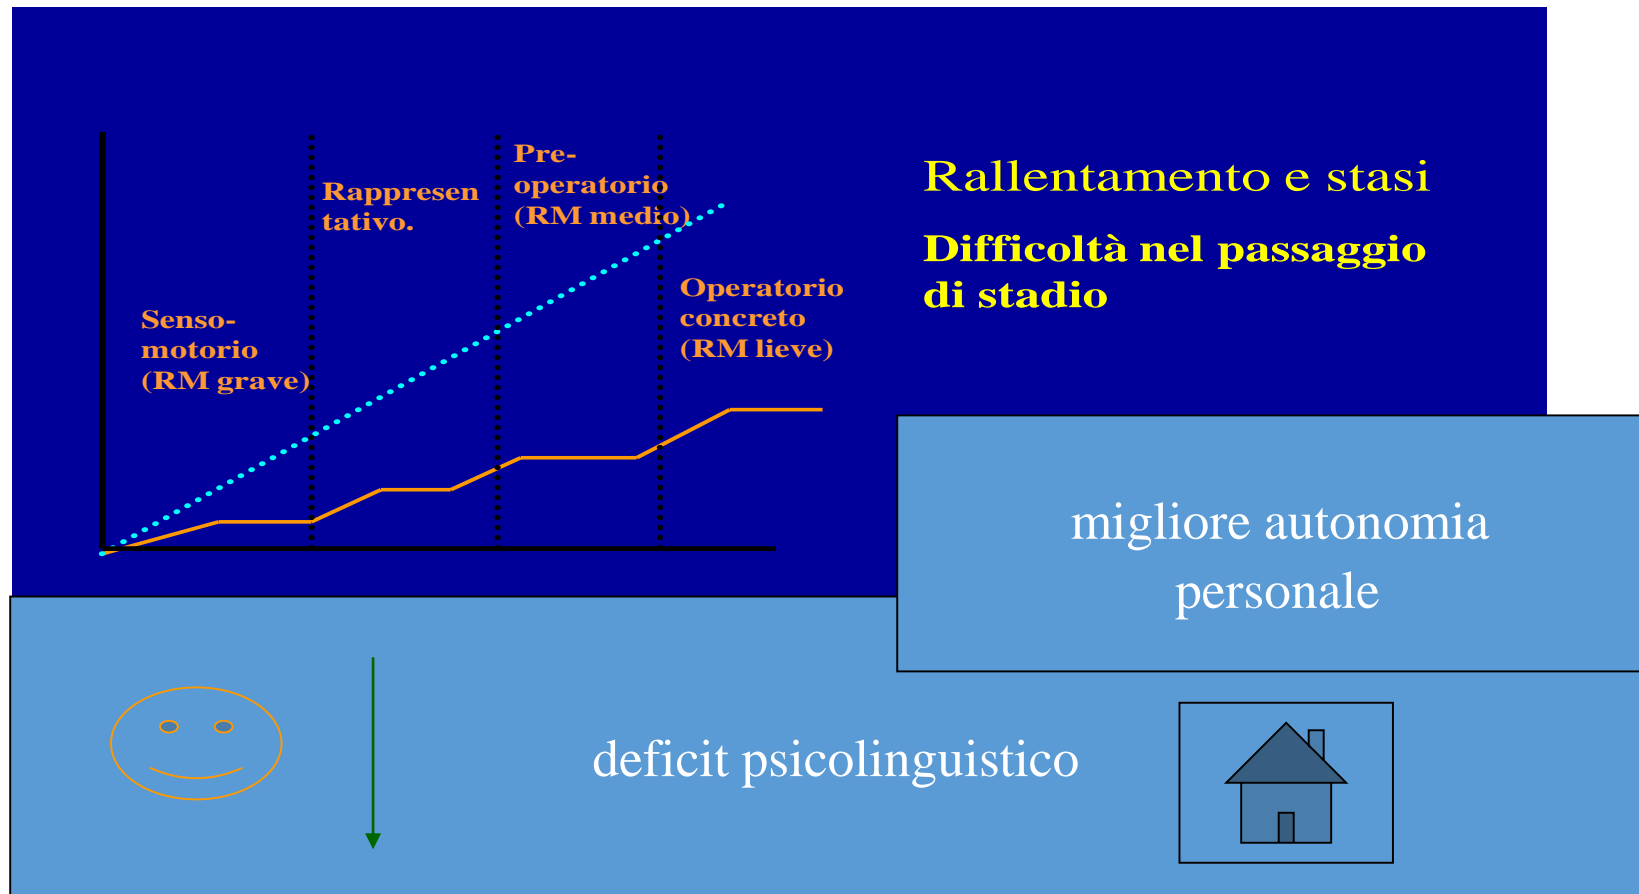 Senso-
motorio
(RM grave)
Rappresen
tativo.
Pre-
operatorio
(RM medio)
Operatorio
concreto
(RM lieve)
Rallentamento e stasi
Difficoltà nel passaggio
di stadio
migliore autonomia
personale
deficit psicolinguistico